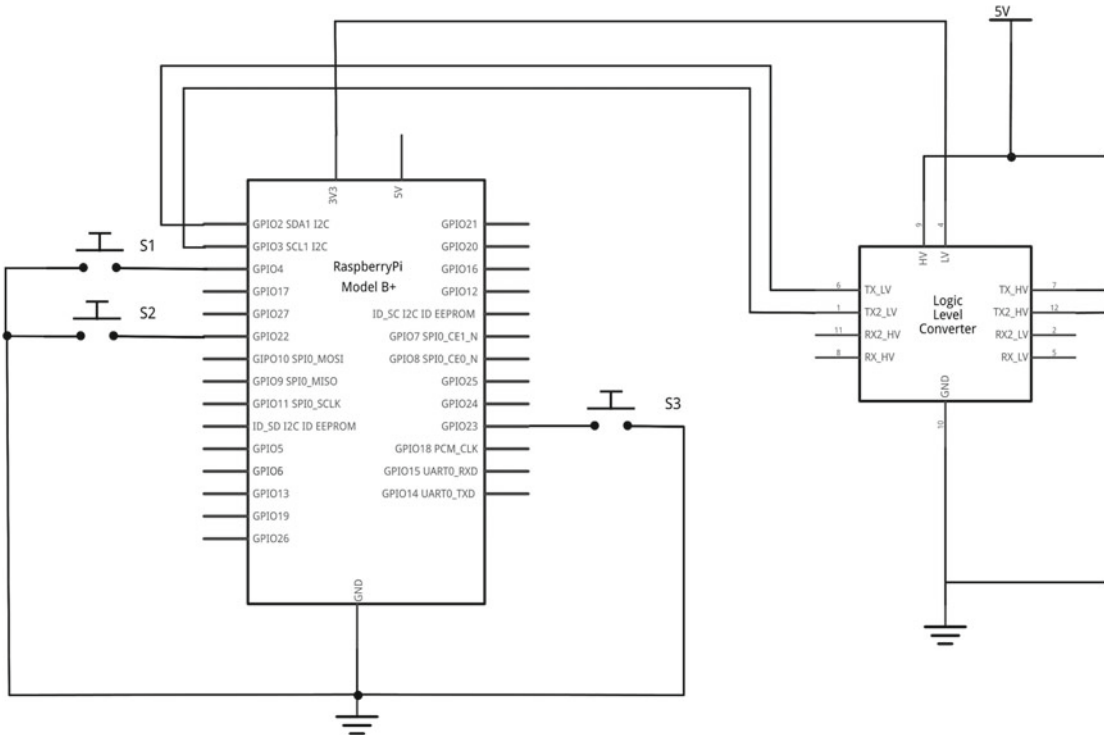 5V
3V3
5V
GPIO2 SDA1 I2C
GPIO3 SCL1 I2C
GPIO4
GPIO17
GPIO27
GPIO22
GIPO10 SPI0_MOSI
GPIO9 SPI0_MISO
GPIO11 SPI0_SCLK
ID_SD I2C ID EEPROM
GPIO5
GPIO6
GPIO13
GPIO19
GPIO26
RaspberryPi
Model B+
GPIO21
GPIO20
GPIO16
GPIO12
ID_SC I2C ID EEPROM
GPIO7 SPI0_CE1_N
GPIO8 SPI0_CE0_N
GPIO25
GPIO24
GPIO23
GPIO18 PCM_CLK
GPIO15 UART0_RXD
GPIO14 UART0_TXD
GND
S1
S2
S3
9
4
HV
LV
6
TX_LV
1
TX2_LV
11
RX2_HV
8
RX_HV
Logic
Level
Converter
TX_HV
7
TX2_HV
12
RX2_LV
2
RX_LV
5
GND
10